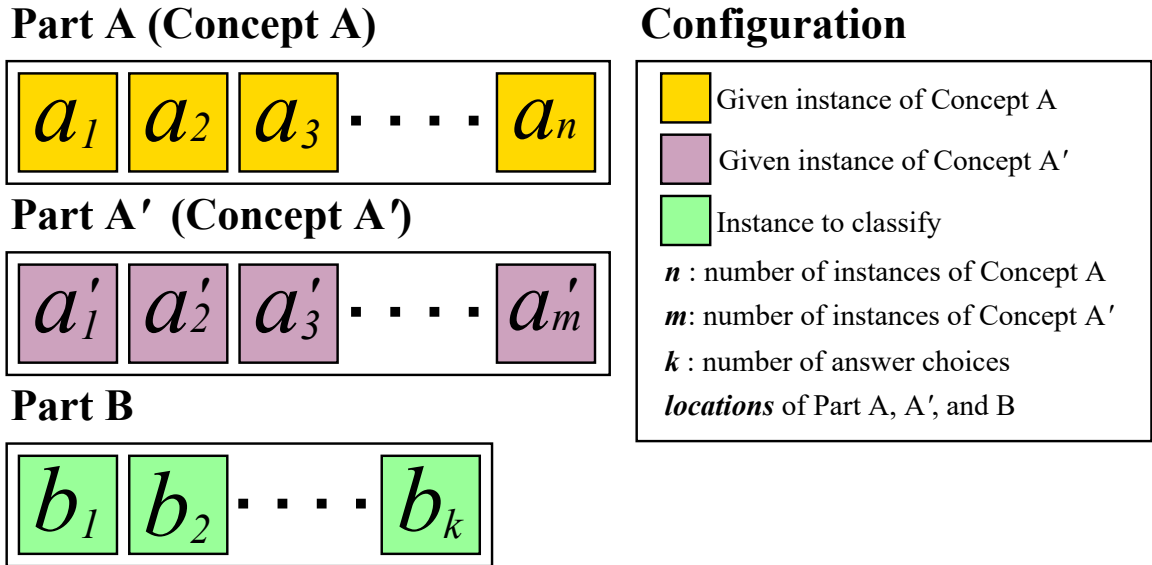 Part A (Concept A)
a1 a2 a3 . . . . an
Part A′ (Concept A′)
a′1 a′2 a′3 . . . . a′m
Part B
b1 b2 . . . . bk
Configuration
Given instance of Concept A
Given instance of Concept A′
Instance to classify
n : number of instances of Concept A
m: number of instances of Concept A′
k : number of answer choices
locations of Part A, A′, and B